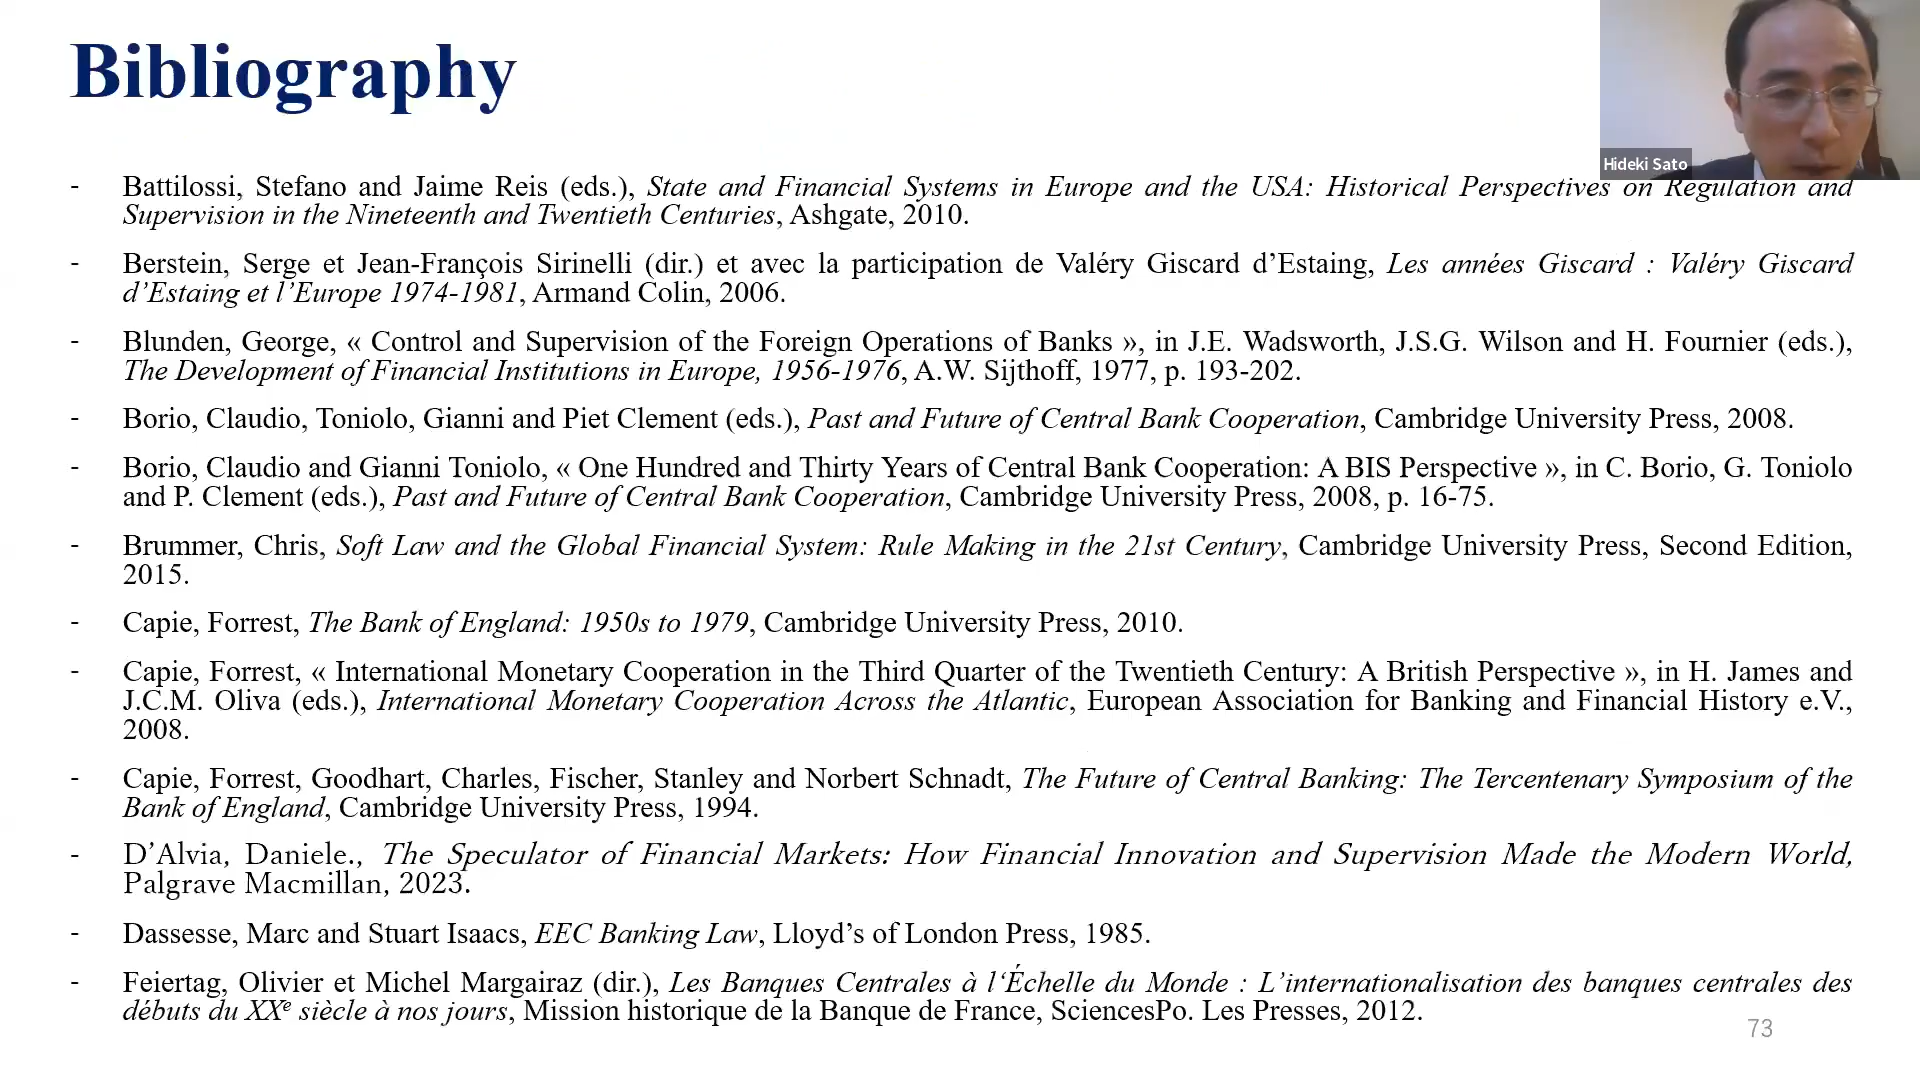 Bibliography
Hideki Sato
- Battilossi, Stefano and Jaime Reis (eds.), State and Financial Systems in Europe and the USA: Historical Perspectives on Regulation and
Supervision in the Nineteenth and Twentieth Centuries, Ashgate, 2010.
- Berstein, Serge et Jean-François Sirinelli (dir.) et avec la participation de Valéry Giscard d’Estaing, Les années Giscard : Valéry Giscard
d’Estaing et l’Europe 1974-1981, Armand Colin, 2006.
- Blunden, George, « Control and Supervision of the Foreign Operations of Banks », in J.E. Wadsworth, J.S.G. Wilson and H. Fournier (eds.),
The Development of Financial Institutions in Europe, 1956-1976, A.W. Sijthoff, 1977, p. 193-202.
- Borio, Claudio, Toniolo, Gianni and Piet Clement (eds.), Past and Future of Central Bank Cooperation, Cambridge University Press, 2008.
- Borio, Claudio and Gianni Toniolo, « One Hundred and Thirty Years of Central Bank Cooperation: A BIS Perspective », in C. Borio, G. Toniolo
and P. Clement (eds.), Past and Future of Central Bank Cooperation, Cambridge University Press, 2008, p. 16-75.
- Brummer, Chris, Soft Law and the Global Financial System: Rule Making in the 21st Century, Cambridge University Press, Second Edition,
2015.
- Capie, Forrest, The Bank of England: 1950s to 1979, Cambridge University Press, 2010.
- Capie, Forrest, « International Monetary Cooperation in the Third Quarter of the Twentieth Century: A British Perspective », in H. James and
J.C.M. Oliva (eds.), International Monetary Cooperation Across the Atlantic, European Association for Banking and Financial History e.V.,
2008.
- Capie, Forrest, Goodhart, Charles, Fischer, Stanley and Norbert Schnadt, The Future of Central Banking: The Tercentenary Symposium of the
Bank of England, Cambridge University Press, 1994.
- D’Alvia, Daniele., The Speculator of Financial Markets: How Financial Innovation and Supervision Made the Modern World,
Palgrave Macmillan, 2023.
- Dassesse, Marc and Stuart Isaacs, EEC Banking Law, Lloyd’s of London Press, 1985.
- Feiertag, Olivier et Michel Margairaz (dir.), Les Banques Centrales à l‘Échelle du Monde : L’internationalisation des banques centrales des
débuts du XXᵉ siècle à nos jours, Mission historique de la Banque de France, SciencesPo. Les Presses, 2012.
73